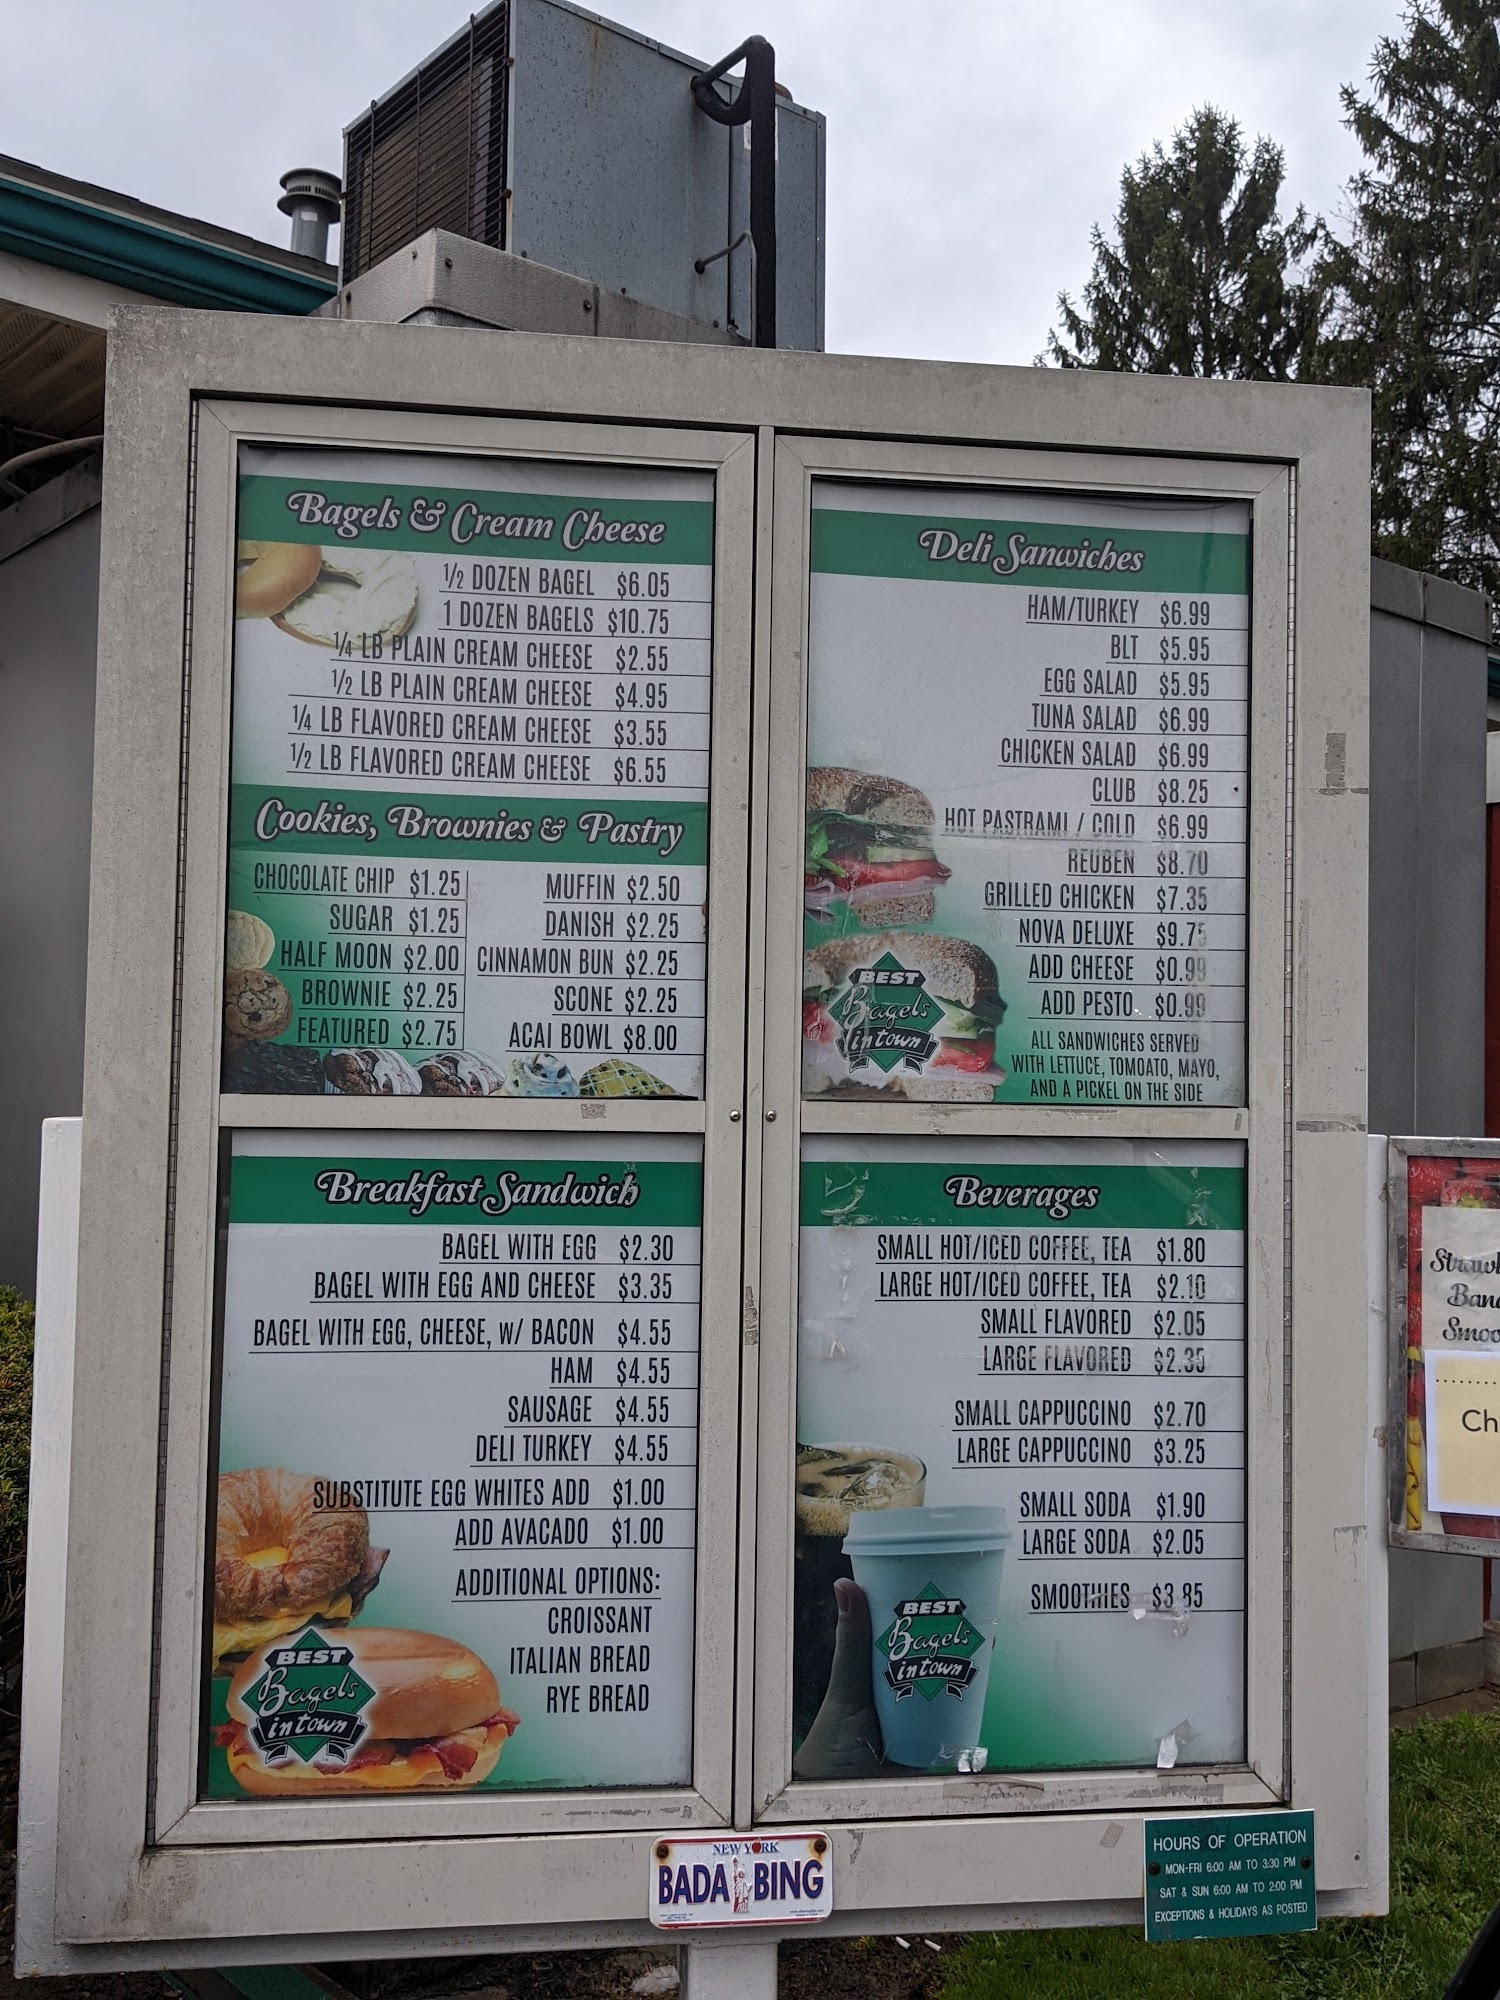 Bagels & Cream Cheese
½ DOZEN BAGEL $6.05
1 DOZEN BAGELS $10.75
¼ LB PLAIN CREAM CHEESE $2.55
½ LB PLAIN CREAM CHEESE $4.95
¼ LB FLAVORED CREAM CHEESE $3.55
½ LB FLAVORED CREAM CHEESE $6.55
Cookies, Brownies & Pastry
CHOCOLATE CHIP $1.25
SUGAR $1.25
HALF MOON $2.00
BROWNIE $2.25
FEATURED $2.75
MUFFIN $2.50
DANISH $2.25
CINNAMON BUN $2.25
SCONE $2.25
ACAI BOWL $8.00
Deli Sanwiches
HAM/TURKEY $6.99
BLT $5.95
EGG SALAD $5.95
TUNA SALAD $6.99
CHICKEN SALAD $6.99
CLUB $8.25
HOT PASTRAMI / COLD $6.99
REUBEN $8.70
GRILLED CHICKEN $7.35
NOVA DELUXE $9.75
ADD CHEESE $0.99
ADD PESTO $0.99
ALL SANDWICHES SERVED
WITH LETTUCE, TOMOATO, MAYO,
AND A PICKEL ON THE SIDE
BEST
Bagels
in town
Breakfast Sandwich
BAGEL WITH EGG $2.30
BAGEL WITH EGG AND CHEESE $3.35
BAGEL WITH EGG, CHEESE, w/ BACON $4.55
HAM $4.55
SAUSAGE $4.55
DELI TURKEY $4.55
SUBSTITUTE EGG WHITES ADD $1.00
ADD AVACADO $1.00
ADDITIONAL OPTIONS:
CROISSANT
ITALIAN BREAD
RYE BREAD
BEST
Bagels
in town
Beverages
SMALL HOT/ICED COFFEE, TEA $1.80
LARGE HOT/ICED COFFEE, TEA $2.10
SMALL FLAVORED $2.05
LARGE FLAVORED $2.35
SMALL CAPPUCCINO $2.70
LARGE CAPPUCCINO $3.25
SMALL SODA $1.90
LARGE SODA $2.05
SMOOTHIES $3.85
BEST
Bagels
in town
Ch
NEW YORK
BADA BING
HOURS OF OPERATION
MON-FRI 6:00 AM TO 3:30 PM
SAT & SUN 6:00 AM TO 2:00 PM
EXCEPTIONS & HOLIDAYS AS POSTED